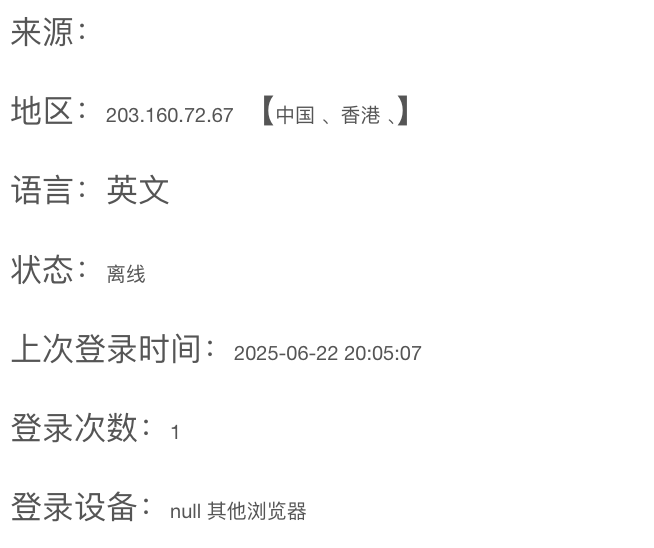 来源：
地区：203.160.72.67 【中国 、香港 、】
语言：英文
状态：离线
上次登录时间：2025-06-22 20:05:07
登录次数：1
登录设备：null 其他浏览器